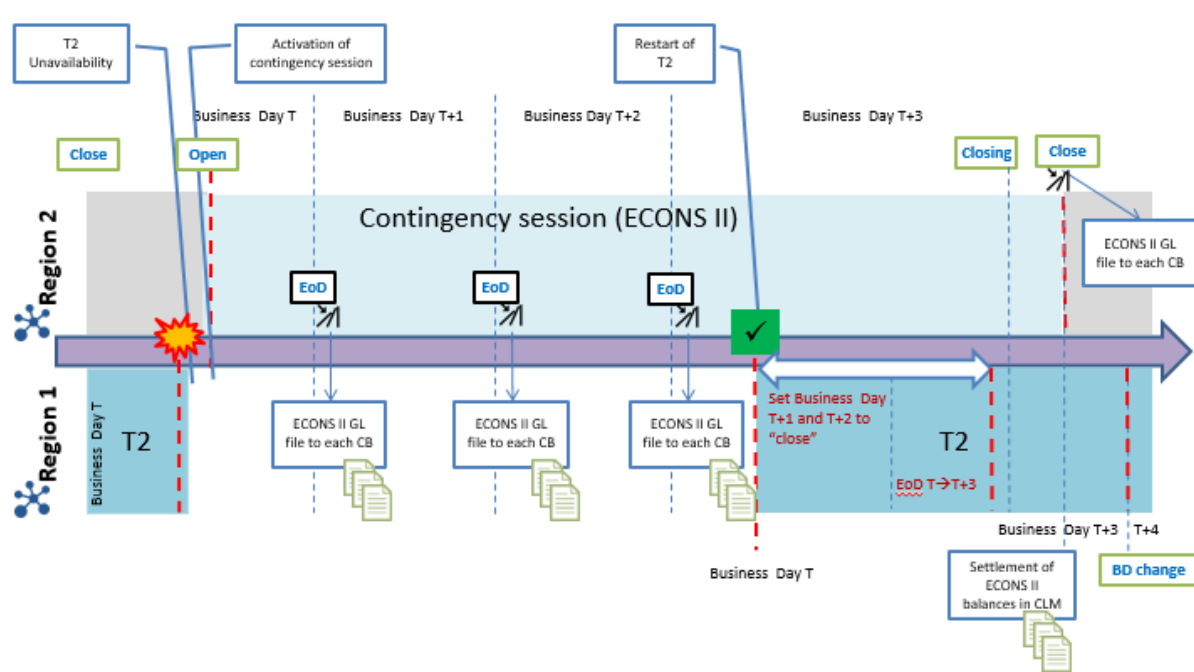 T2
Unavailability
Activation of
contingency session
Restart of
T2
Business Day T
Business Day T+1
Business Day T+2
Business Day T+3
Close
Open
Closing
Close
Region 2
Contingency session (ECONS II)
ECONS II GL
file to each CB
EoD
EoD
EoD
✓
Region 1
Business Day T
T2
ECONS II GL
file to each CB
ECONS II GL
file to each CB
ECONS II GL
file to each CB
Set Business Day
T+1 and T+2 to
“close”
T2
EoD T→T+3
Business Day T+3
T+4
Business Day T
Settlement of
ECONS II
balances in CLM
BD change